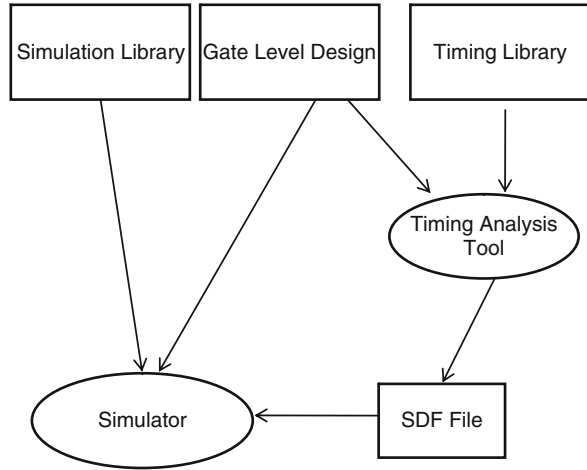 Simulation Library
Gate Level Design
Timing Library
Timing Analysis
Tool
Simulator
SDF File